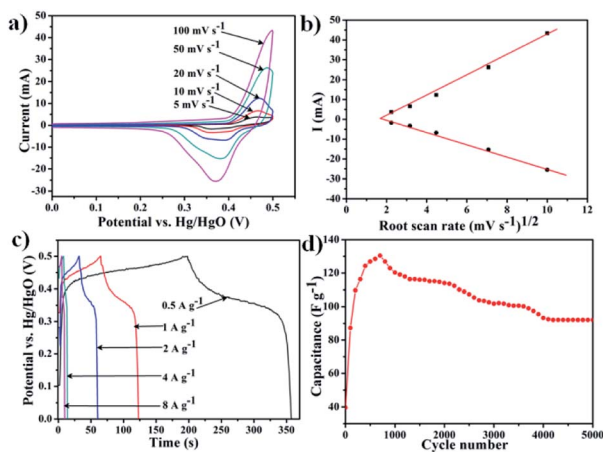 a)
100 mV s-1
50 mV s-1
20 mV s-1
10 mV s-1
5 mV s-1
Current (mA)
50
40
30
20
10
0
-10
-20
-30
0.0 0.1 0.2 0.3 0.4 0.5
Potential vs. Hg/HgO (V)
b)
I (mA)
50
40
30
20
10
0
-10
-20
-30
-40
2 4 6 8 10 12
Root scan rate (mV s-1)1/2
c)
Potential vs. Hg/HgO (V)
0.5
0.4
0.3
0.2
0.1
0.0
0.5 A g-1
1 A g-1
2 A g-1
4 A g-1
8 A g-1
0 50 100 150 200 250 300 350
Time (s)
d)
Capacitance (F g-1)
140
120
100
80
60
40
0 1000 2000 3000 4000 5000
Cycle number